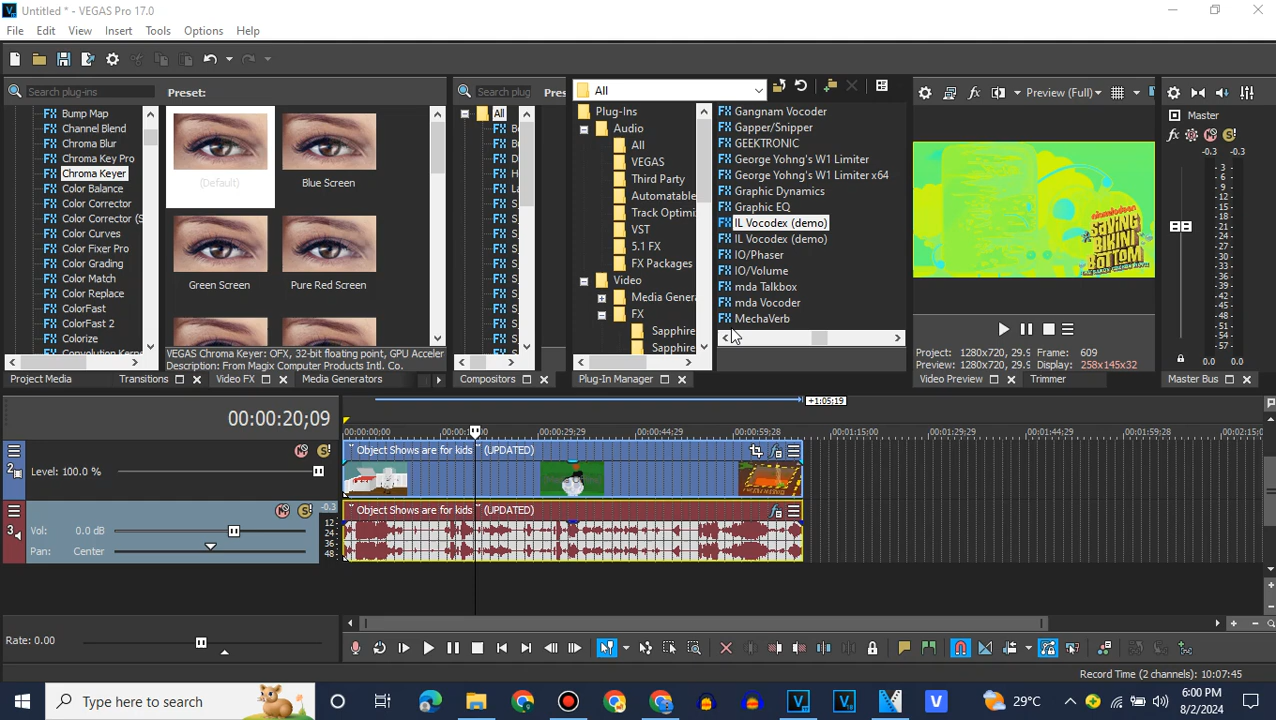 Untitled * - VEGAS Pro 17.0
File Edit View Insert Tools Options Help
Search plug-ins
Preset:
Bump Map
Channel Blend
Chroma Blur
Chroma Key Pro
Chroma Keyer
Color Balance
Color Corrector
Color Corrector (S
Color Curves
Color Fixer Pro
Color Grading
Color Match
Color Replace
ColorFast
ColorFast 2
Colorize
(Default)
Blue Screen
Green Screen
Pure Red Screen
VEGAS Chroma Keyer: OFX, 32-bit floating point, GPU Acceler
Description: From Magix Computer Products Intl. Co.
Project Media Transitions Video FX Media Generators
Search plug
Pres
All
Compositors
All
Plug-Ins
Audio
All
VEGAS
Third Party
Automatable
Track Optimi
VST
5.1 FX
FX Packages
Video
Media Genera
FX
Sapphire
Sapphire
Gangnam Vocoder
Gapper/Snipper
GEEKTRONIC
George Yohng's W1 Limiter
George Yohng's W1 Limiter x64
Graphic Dynamics
Graphic EQ
IL Vocodex (demo)
IL Vocodex (demo)
IO/Phaser
IO/Volume
mda Talkbox
mda Vocoder
MechaVerb
Plug-In Manager
Preview (Full)
nickelodeen
SAVING
BIKINI
BOTTOM
Project: 1280x720, 29.9 Frame: 609
Preview: 1280x720, 29.9 Display: 258x145x32
Video Preview Trimmer
Master
-0.3 -0.3
-3-
-6-
-9-
-12-
-15-
-18-
-21-
-24-
-27-
-30-
-33-
-36-
-39-
-42-
-45-
-48-
-51-
-54-
-57-
0.0 0.0
Master Bus
00:00:20;09
+1:05:19
00:00:00;00
00:00:29;29
00:00:44;29
00:00:59;28
00:01:15;00
00:01:29;29
00:01:44;29
00:01:59;28
00:02:15;0
2
Level: 100.0 %
" Object Shows are for kids " (UPDATED)
3
-0.3
Vol: 0.0 dB
Pan: Center
12
24
36
48
" Object Shows are for kids " (UPDATED)
Rate: 0.00
Record Time (2 channels): 10:07:45
Type here to search
29°C
6:00 PM
8/2/2024